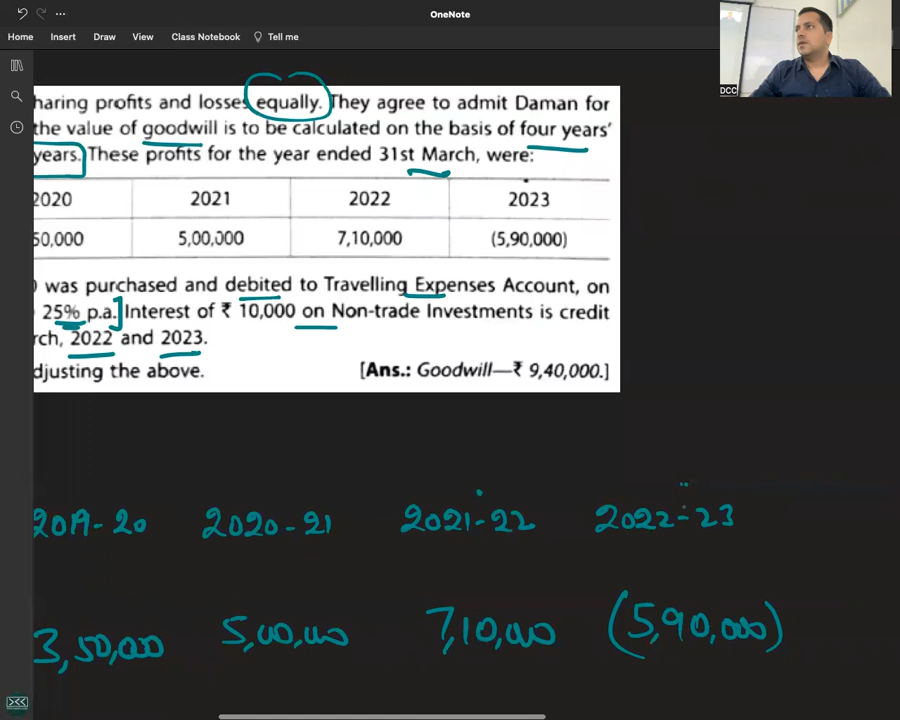 OneNote
Home Insert Draw View Class Notebook Tell me
DCC
haring profits and losses equally. They agree to admit Daman for
the value of goodwill is to be calculated on the basis of four years'
years. These profits for the year ended 31st March, were:
2020 2021 2022 2023
50,000 5,00,000 7,10,000 (5,90,000)
was purchased and debited to Travelling Expenses Account, on
25% p.a. Interest of ₹ 10,000 on Non-trade Investments is credit
rch, 2022 and 2023.
djusting the above. [Ans.: Goodwill—₹ 9,40,000.]
2019-20 2020-21 2021-22 2022-23
3,50,000 5,00,000 7,10,000 (5,90,000)